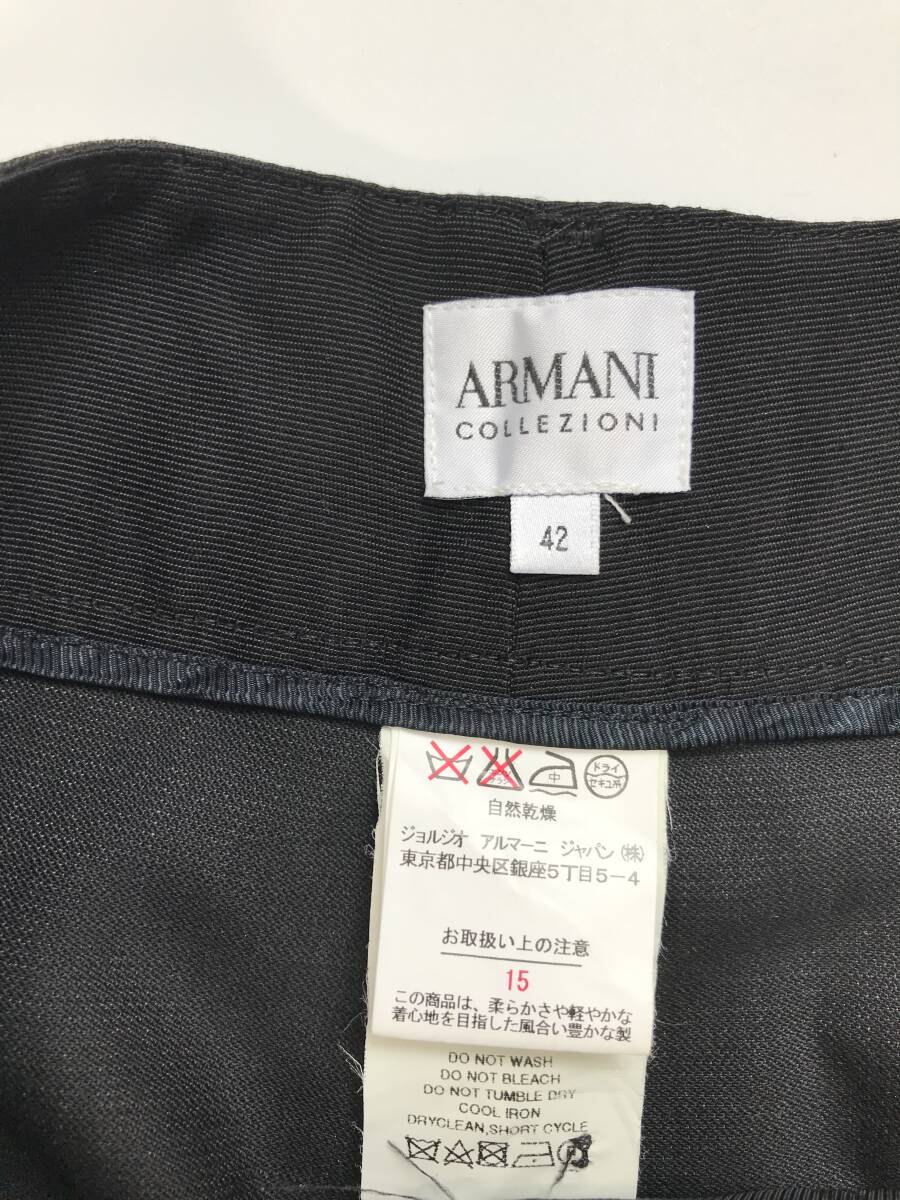 ARMANI
COLLEZIONI
42
中
ドライ
セキユ系
自然乾燥
ジョルジオ アルマーニ ジャパン(株)
東京都中央区銀座5丁目5-4
お取扱い上の注意
15
この商品は、柔らかさや軽やかな
着心地を目指した風合い豊かな製
DO NOT WASH
DO NOT BLEACH
DO NOT TUMBLE DRY
COOL IRON
DRYCLEAN,SHORT CYCLE